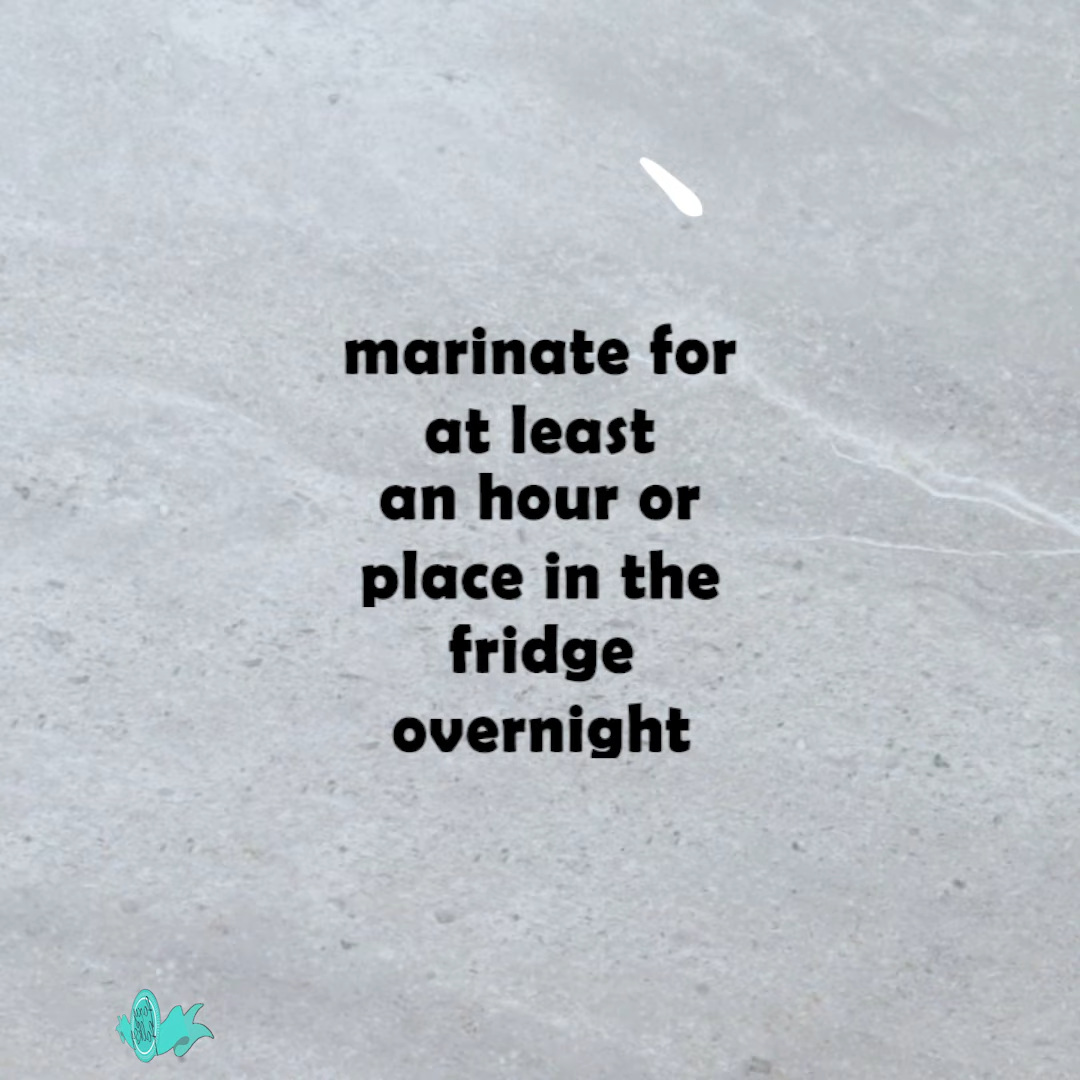 marinate for
at least
an hour or
place in the
fridge
overnight